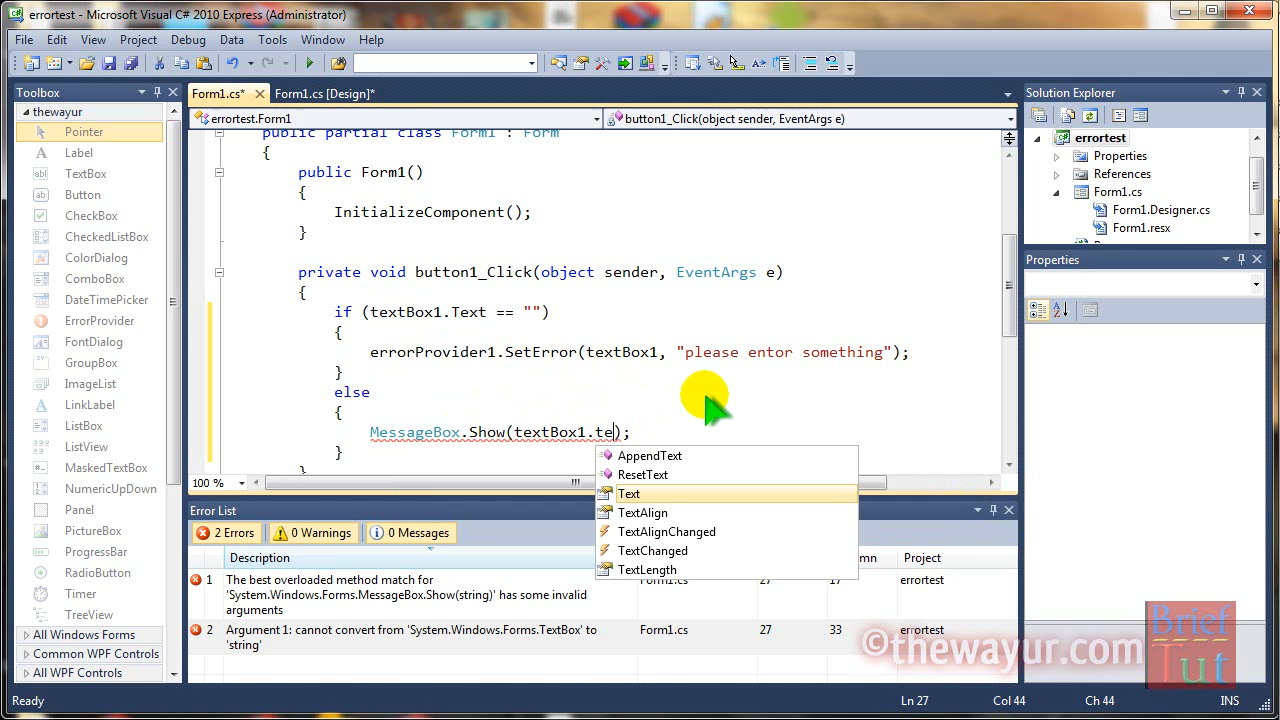 errortest - Microsoft Visual C# 2010 Express (Administrator)
File Edit View Project Debug Data Tools Window Help
Toolbox
thewayur
Pointer
Label
TextBox
Button
CheckBox
CheckedListBox
ColorDialog
ComboBox
DateTimePicker
ErrorProvider
FontDialog
GroupBox
ImageList
LinkLabel
ListBox
ListView
MaskedTextBox
NumericUpDown
Panel
PictureBox
ProgressBar
RadioButton
Timer
TreeView
All Windows Forms
Common WPF Controls
All WPF Controls
Form1.cs* Form1.cs [Design]*
errortest.Form1 button1_Click(object sender, EventArgs e)
public partial class Form1 : Form
{
public Form1()
{
InitializeComponent();
}
private void button1_Click(object sender, EventArgs e)
{
if (textBox1.Text == "")
{
errorProvider1.SetError(textBox1, "please entor something");
}
else
{
MessageBox.Show(textBox1.te);
}
}
AppendText
ResetText
Text
TextAlign
TextAlignChanged
TextChanged
TextLength
100 %
Error List
2 Errors 0 Warnings 0 Messages
Description Project
1 The best overloaded method match for 'System.Windows.Forms.MessageBox.Show(string)' has some invalid arguments Form1.cs 27 17 errortest
2 Argument 1: cannot convert from 'System.Windows.Forms.TextBox' to 'string' Form1.cs 27 33 errortest
Solution Explorer
errortest
Properties
References
Form1.cs
Form1.Designer.cs
Form1.resx
Properties
©thewayur.com
Brief
Tut
Ready Ln 27 Col 44 Ch 44 INS